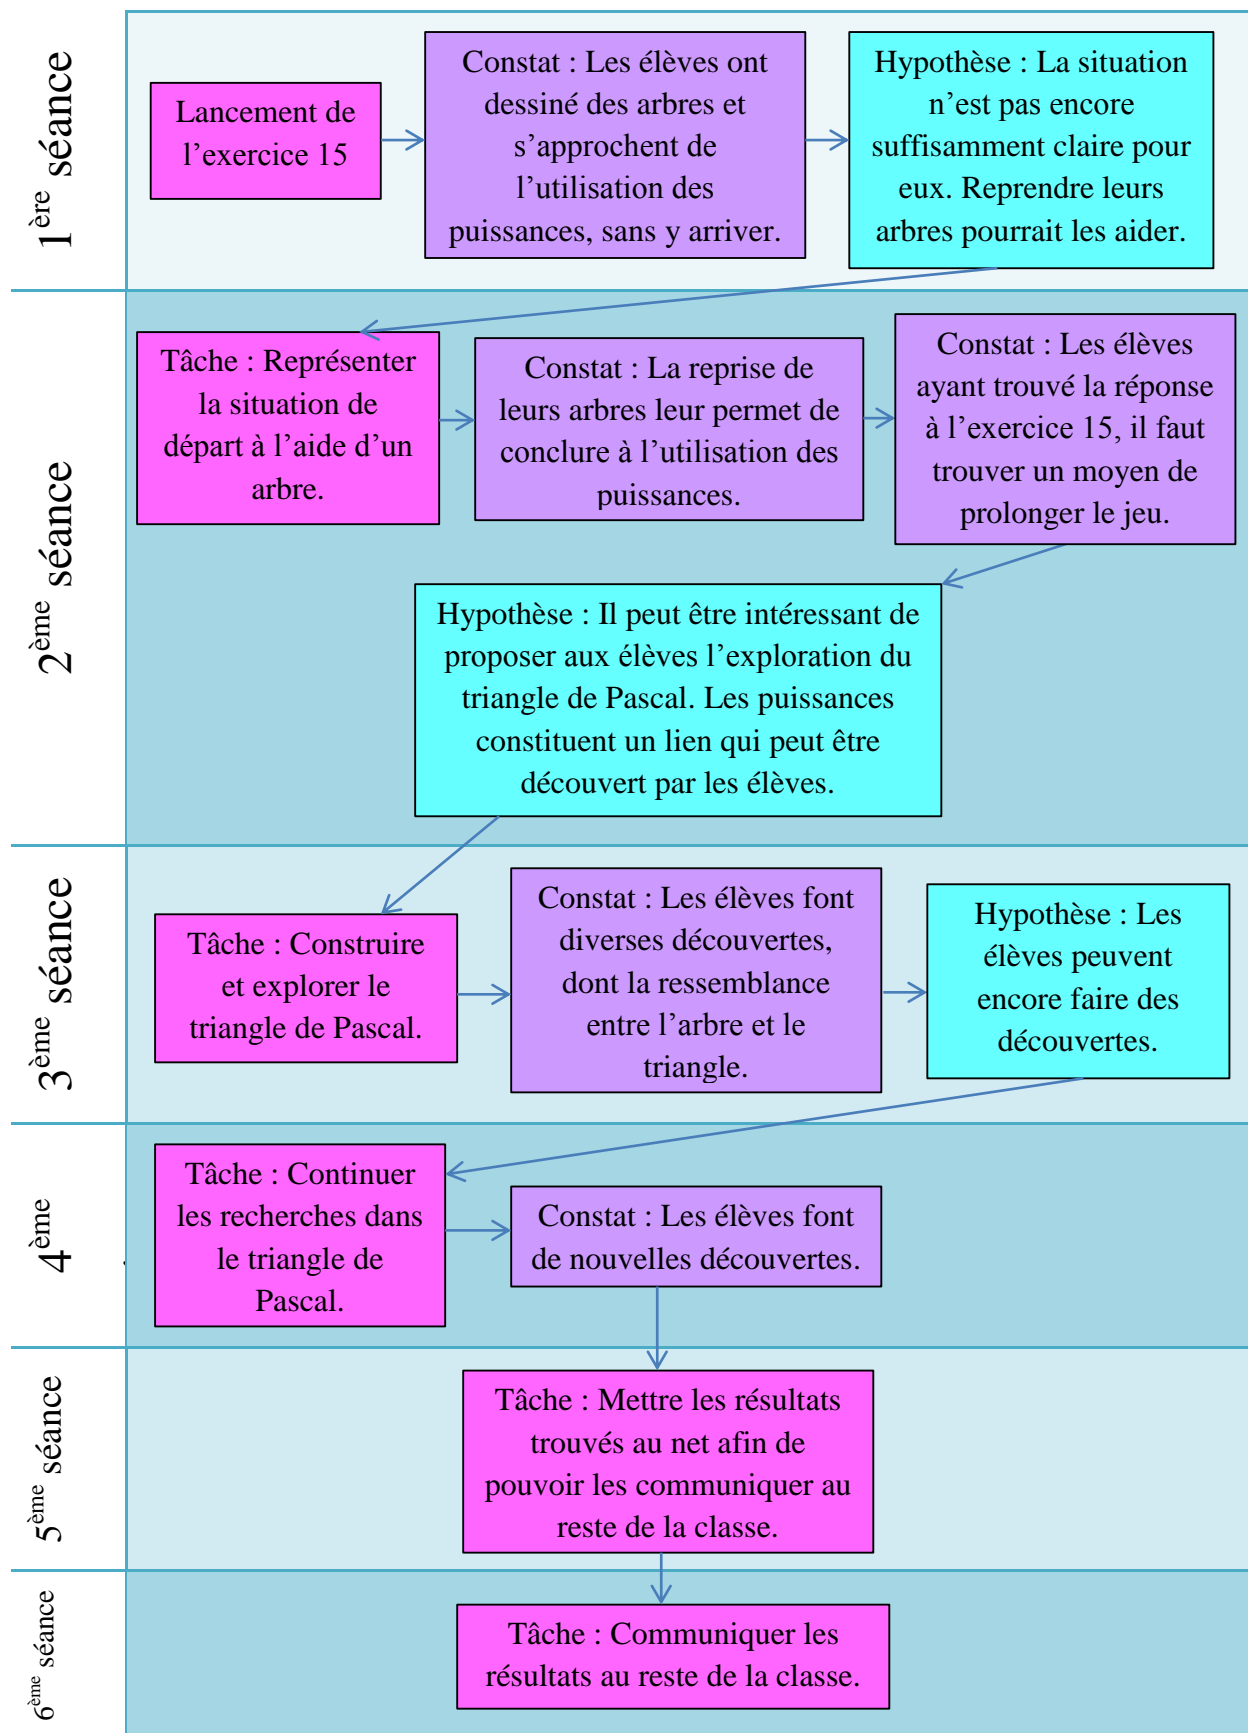 1ère séance
Lancement de
l’exercice 15
Constat : Les élèves ont
dessiné des arbres et
s’approchent de
l’utilisation des
puissances, sans y arriver.
Hypothèse : La situation
n’est pas encore
suffisamment claire pour
eux. Reprendre leurs
arbres pourrait les aider.
2ème séance
Tâche : Représenter
la situation de
départ à l’aide d’un
arbre.
Constat : La reprise de
leurs arbres leur permet de
conclure à l’utilisation des
puissances.
Constat : Les élèves
ayant trouvé la réponse
à l’exercice 15, il faut
trouver un moyen de
prolonger le jeu.
Hypothèse : Il peut être intéressant de
proposer aux élèves l’exploration du
triangle de Pascal. Les puissances
constituent un lien qui peut être
découvert par les élèves.
3ème séance
Tâche : Construire
et explorer le
triangle de Pascal.
Constat : Les élèves font
diverses découvertes,
dont la ressemblance
entre l’arbre et le
triangle.
Hypothèse : Les
élèves peuvent
encore faire des
découvertes.
4ème
Tâche : Continuer
les recherches dans
le triangle de
Pascal.
Constat : Les élèves font
de nouvelles découvertes.
5ème séance
Tâche : Mettre les résultats
trouvés au net afin de
pouvoir les communiquer au
reste de la classe.
6ème séance
Tâche : Communiquer les
résultats au reste de la classe.